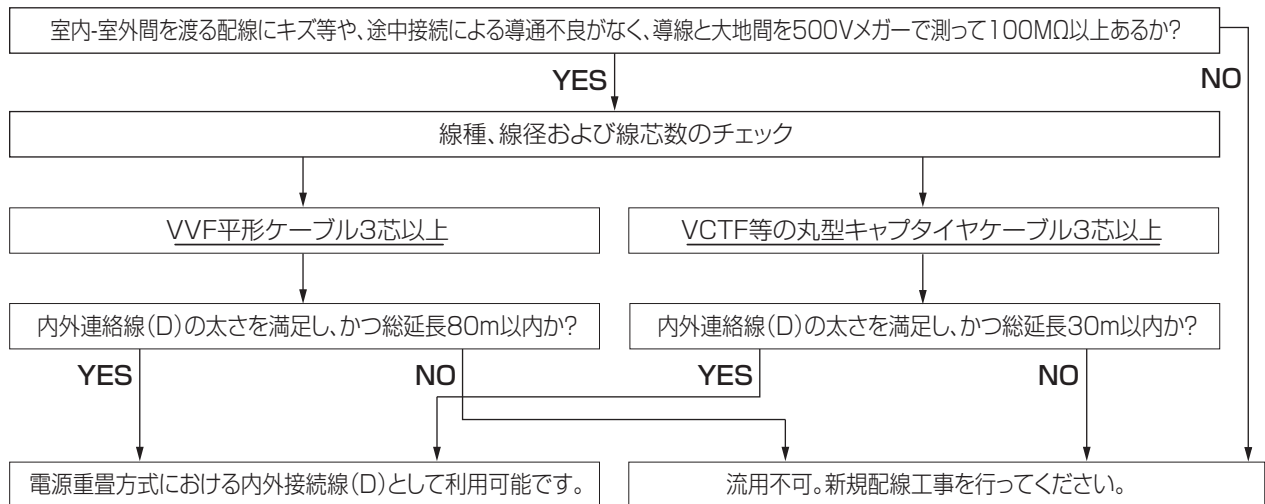 室内-室外間を渡る配線にキズ等や、途中接続による導通不良がなく、導線と大地間を500Vメガーで測って100MΩ以上あるか?
YES
NO
線種、線径および線芯数のチェック
VVF平形ケーブル3芯以上
VCTF等の丸型キャプタイヤケーブル3芯以上
内外連絡線(D)の太さを満足し、かつ総延長80m以内か?
内外連絡線(D)の太さを満足し、かつ総延長30m以内か?
YES
NO
YES
NO
電源重畳方式における内外接続線(D)として利用可能です。
流用不可。新規配線工事を行ってください。